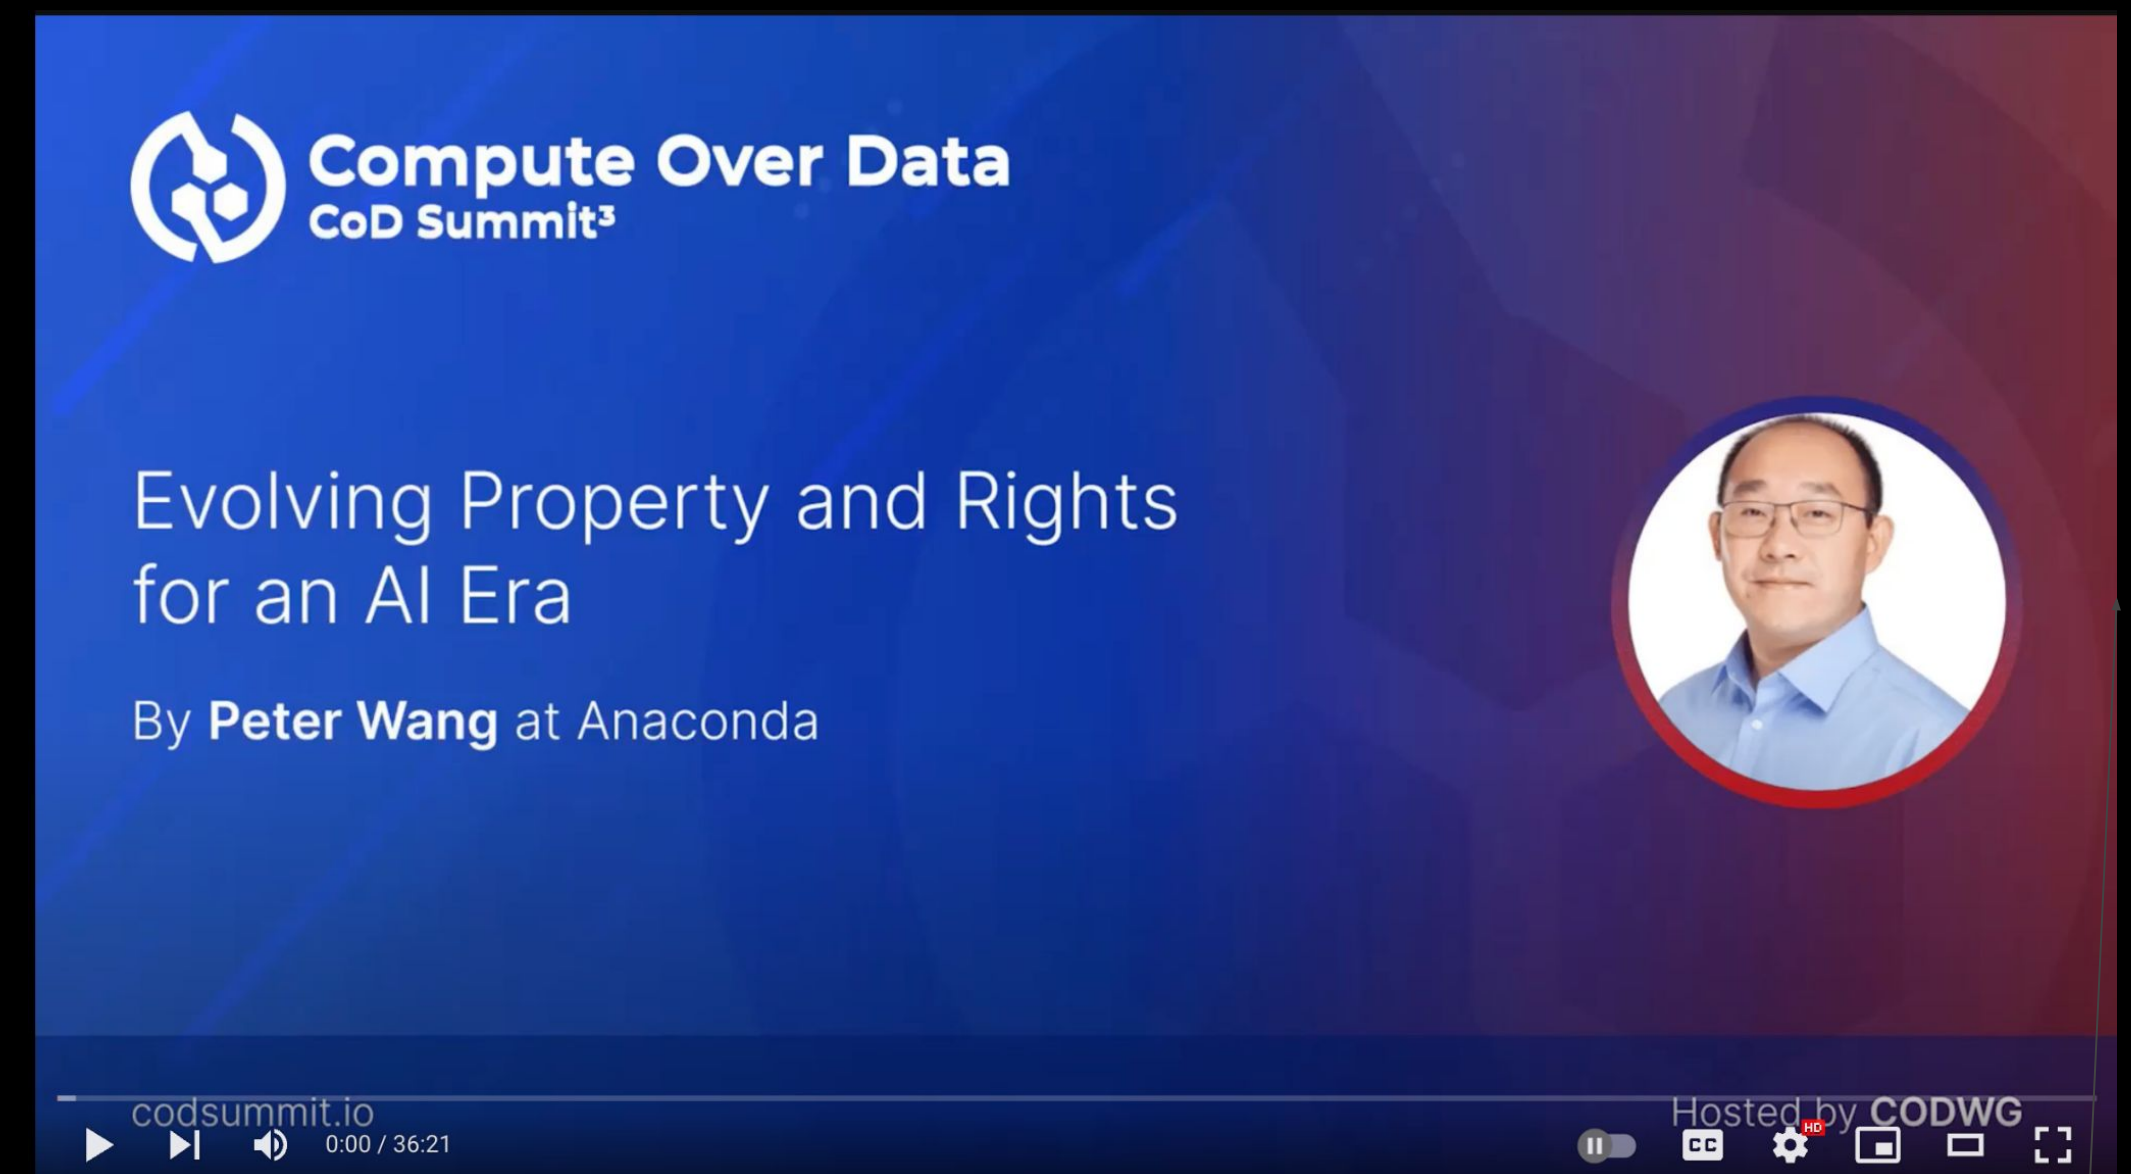 Compute Over Data
CoD Summit³
Evolving Property and Rights
for an AI Era
By Peter Wang at Anaconda
codsummit.io
Hosted by CODWG
0:00 / 36:21
CC
HD